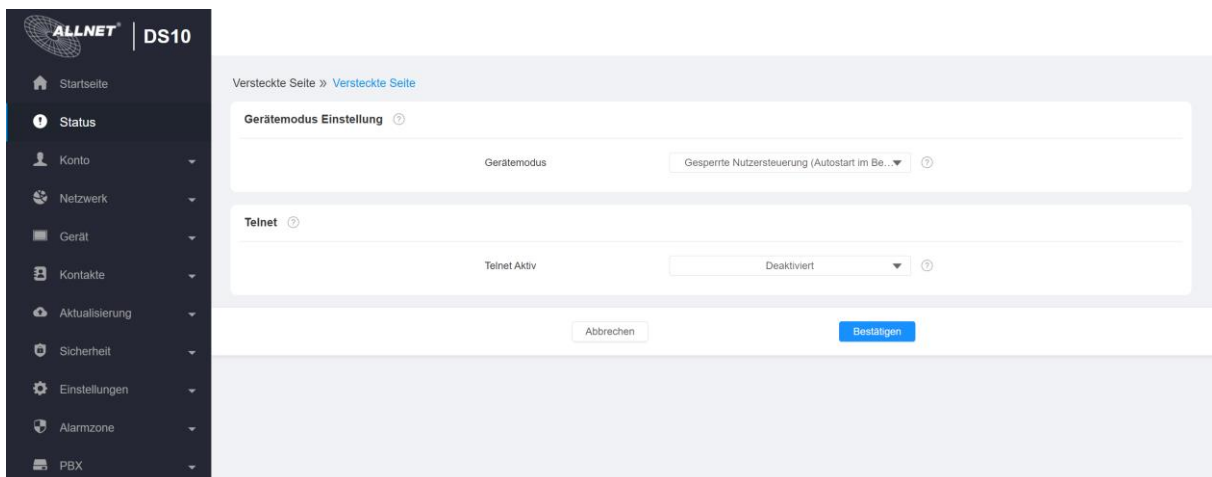 ALLNET® | DS10
Startseite
Status
Konto
Netzwerk
Gerät
Kontakte
Aktualisierung
Sicherheit
Einstellungen
Alarmzone
PBX
Versteckte Seite » Versteckte Seite
Gerätemodus Einstellung ?
Gerätemodus Gesperrte Nutzersteuerung (Autostart im Be... ?
Telnet ?
Telnet Aktiv Deaktiviert ?
Abbrechen Bestätigen